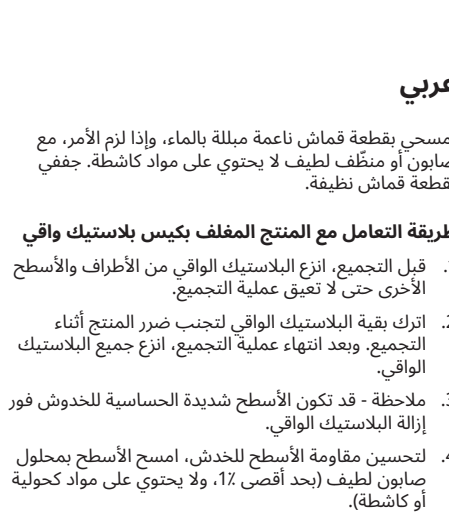 عربي
امسحي بقطعة قماش ناعمة مبللة بالماء، وإذا لزم الأمر، مع
صابون أو منظّف لطيف لا يحتوي على مواد كاشطة. جففي
بقطعة قماش نظيفة.
طريقة التعامل مع المنتج المغلف بكيس بلاستيك واقي
1. قبل التجميع، انزع البلاستيك الواقي من الأطراف والأسطح
الأخرى حتى لا تعيق عملية التجميع.
2. اترك بقية البلاستيك الواقي لتجنب ضرر المنتج أثناء
التجميع. وبعد انتهاء عملية التجميع، انزع جميع البلاستيك
الواقي.
3. ملاحظة - قد تكون الأسطح شديدة الحساسية للخدوش فور
إزالة البلاستيك الواقي.
4. لتحسين مقاومة الأسطح للخدش، امسح الأسطح بمحلول
صابون لطيف (بحد أقصى 1٪، ولا يحتوي على مواد كحولية
أو كاشطة).